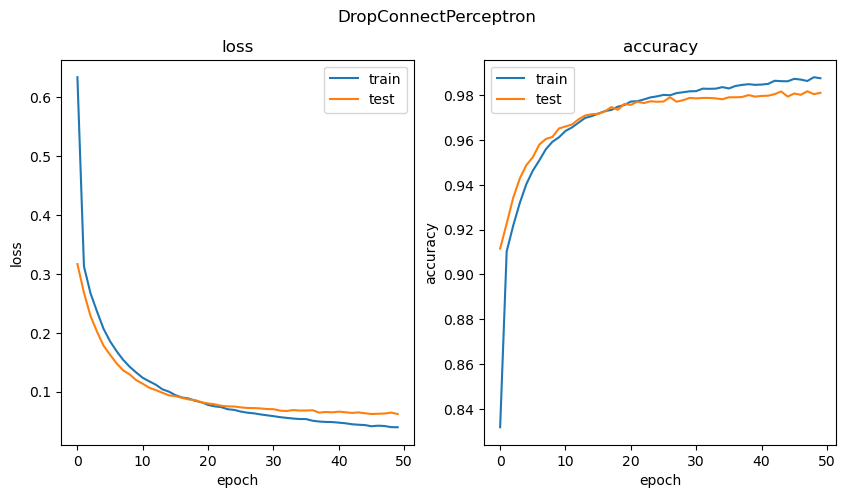 DropConnectPerceptron
loss
train
test
0.6
0.5
0.4
0.3
0.2
0.1
loss
0 10 20 30 40 50
epoch
accuracy
train
test
0.98
0.96
0.94
0.92
0.90
0.88
0.86
0.84
accuracy
0 10 20 30 40 50
epoch